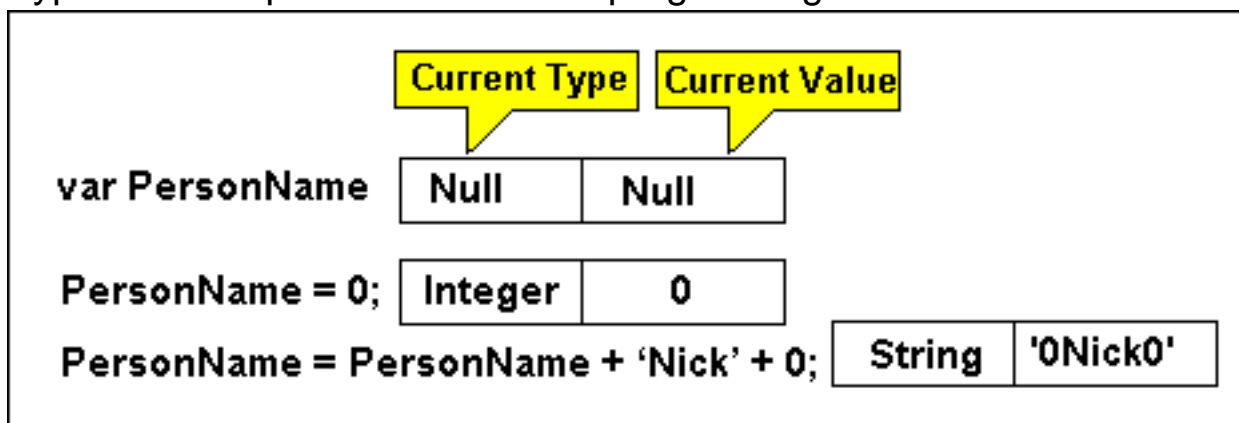 Current Type Current Value
var PersonName Null Null
PersonName = 0; Integer 0
PersonName = PersonName + ‘Nick’ + 0; String '0Nick0'